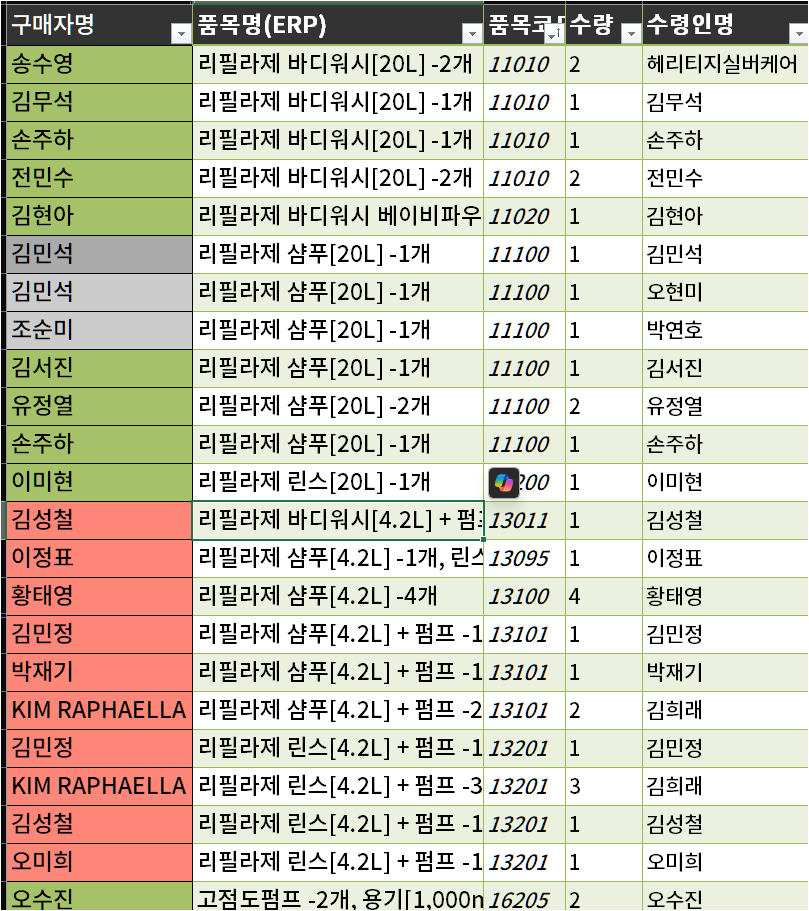 구매자명 품목명(ERP) 품목코 수량 수령인명
송수영 리필라제 바디워시[20L] -2개 11010 2 헤리티지실버케어
김무석 리필라제 바디워시[20L] -1개 11010 1 김무석
손주하 리필라제 바디워시[20L] -1개 11010 1 손주하
전민수 리필라제 바디워시[20L] -2개 11010 2 전민수
김현아 리필라제 바디워시 베이비파우 11020 1 김현아
김민석 리필라제 샴푸[20L] -1개 11100 1 김민석
김민석 리필라제 샴푸[20L] -1개 11100 1 오현미
조순미 리필라제 샴푸[20L] -1개 11100 1 박연호
김서진 리필라제 샴푸[20L] -1개 11100 1 김서진
유정열 리필라제 샴푸[20L] -2개 11100 2 유정열
손주하 리필라제 샴푸[20L] -1개 11100 1 손주하
이미현 리필라제 린스[20L] -1개 200 1 이미현
김성철 리필라제 바디워시[4.2L] + 펌프 13011 1 김성철
이정표 리필라제 샴푸[4.2L] -1개, 린스 13095 1 이정표
황태영 리필라제 샴푸[4.2L] -4개 13100 4 황태영
김민정 리필라제 샴푸[4.2L] + 펌프 -1 13101 1 김민정
박재기 리필라제 샴푸[4.2L] + 펌프 -1 13101 1 박재기
KIM RAPHAELLA 리필라제 샴푸[4.2L] + 펌프 -2 13101 2 김희래
김민정 리필라제 린스[4.2L] + 펌프 -1 13201 1 김민정
KIM RAPHAELLA 리필라제 린스[4.2L] + 펌프 -3 13201 3 김희래
김성철 리필라제 린스[4.2L] + 펌프 -1 13201 1 김성철
오미희 리필라제 린스[4.2L] + 펌프 -1 13201 1 오미희
오수진 고점도펌프 -2개, 용기[1,000m 16205 2 오수진